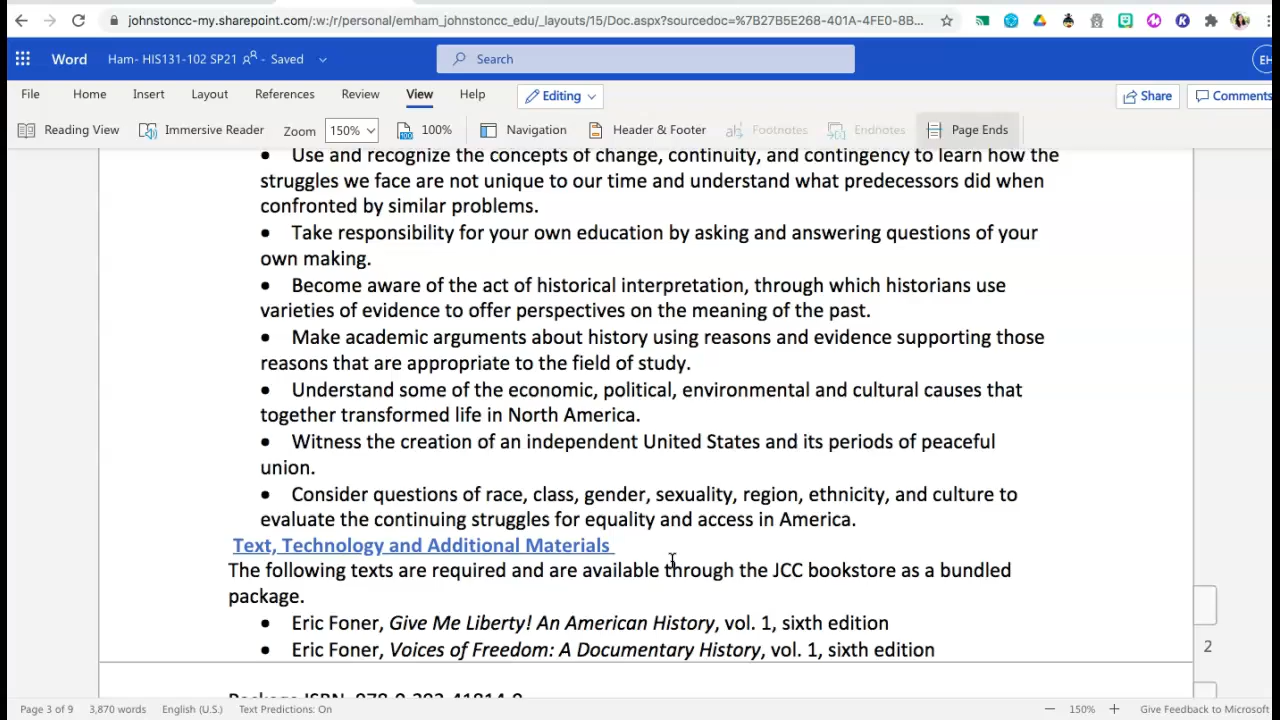 johnstoncc-my.sharepoint.com/:w:/r/personal/emham_johnstoncc_edu/_layouts/15/Doc.aspx?sourcedoc=%7B27B5E268-401A-4FE0-8B...
Word Ham- HIS131-102 SP21 - Saved Search EH
File Home Insert Layout References Review View Help Editing Share Comments
Reading View Immersive Reader Zoom 150% 100% Navigation Header & Footer Footnotes Endnotes Page Ends
• Use and recognize the concepts of change, continuity, and contingency to learn how the
struggles we face are not unique to our time and understand what predecessors did when
confronted by similar problems.
• Take responsibility for your own education by asking and answering questions of your
own making.
• Become aware of the act of historical interpretation, through which historians use
varieties of evidence to offer perspectives on the meaning of the past.
• Make academic arguments about history using reasons and evidence supporting those
reasons that are appropriate to the field of study.
• Understand some of the economic, political, environmental and cultural causes that
together transformed life in North America.
• Witness the creation of an independent United States and its periods of peaceful
union.
• Consider questions of race, class, gender, sexuality, region, ethnicity, and culture to
evaluate the continuing struggles for equality and access in America.
Text, Technology and Additional Materials
The following texts are required and are available through the JCC bookstore as a bundled
package.
• Eric Foner, Give Me Liberty! An American History, vol. 1, sixth edition
• Eric Foner, Voices of Freedom: A Documentary History, vol. 1, sixth edition
2
Package ISBN
Page 3 of 9 3,870 words English (U.S.) Text Predictions: On 150% Give Feedback to Microsoft